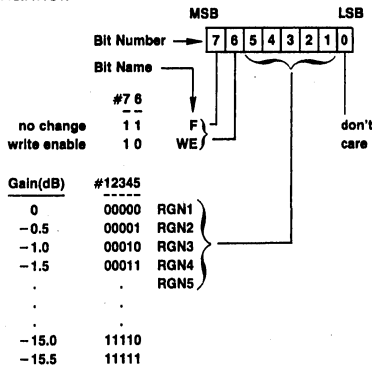 MSB LSB
Bit Number 7 6 5 4 3 2 1 0
Bit Name
#7 6
no change 1 1 F don't
write enable 1 0 WE care
Gain(dB) #12345
0 00000 RGN1
−0.5 00001 RGN2
−1.0 00010 RGN3
−1.5 00011 RGN4
. . RGN5
. .
. .
−15.0 11110
−15.5 11111